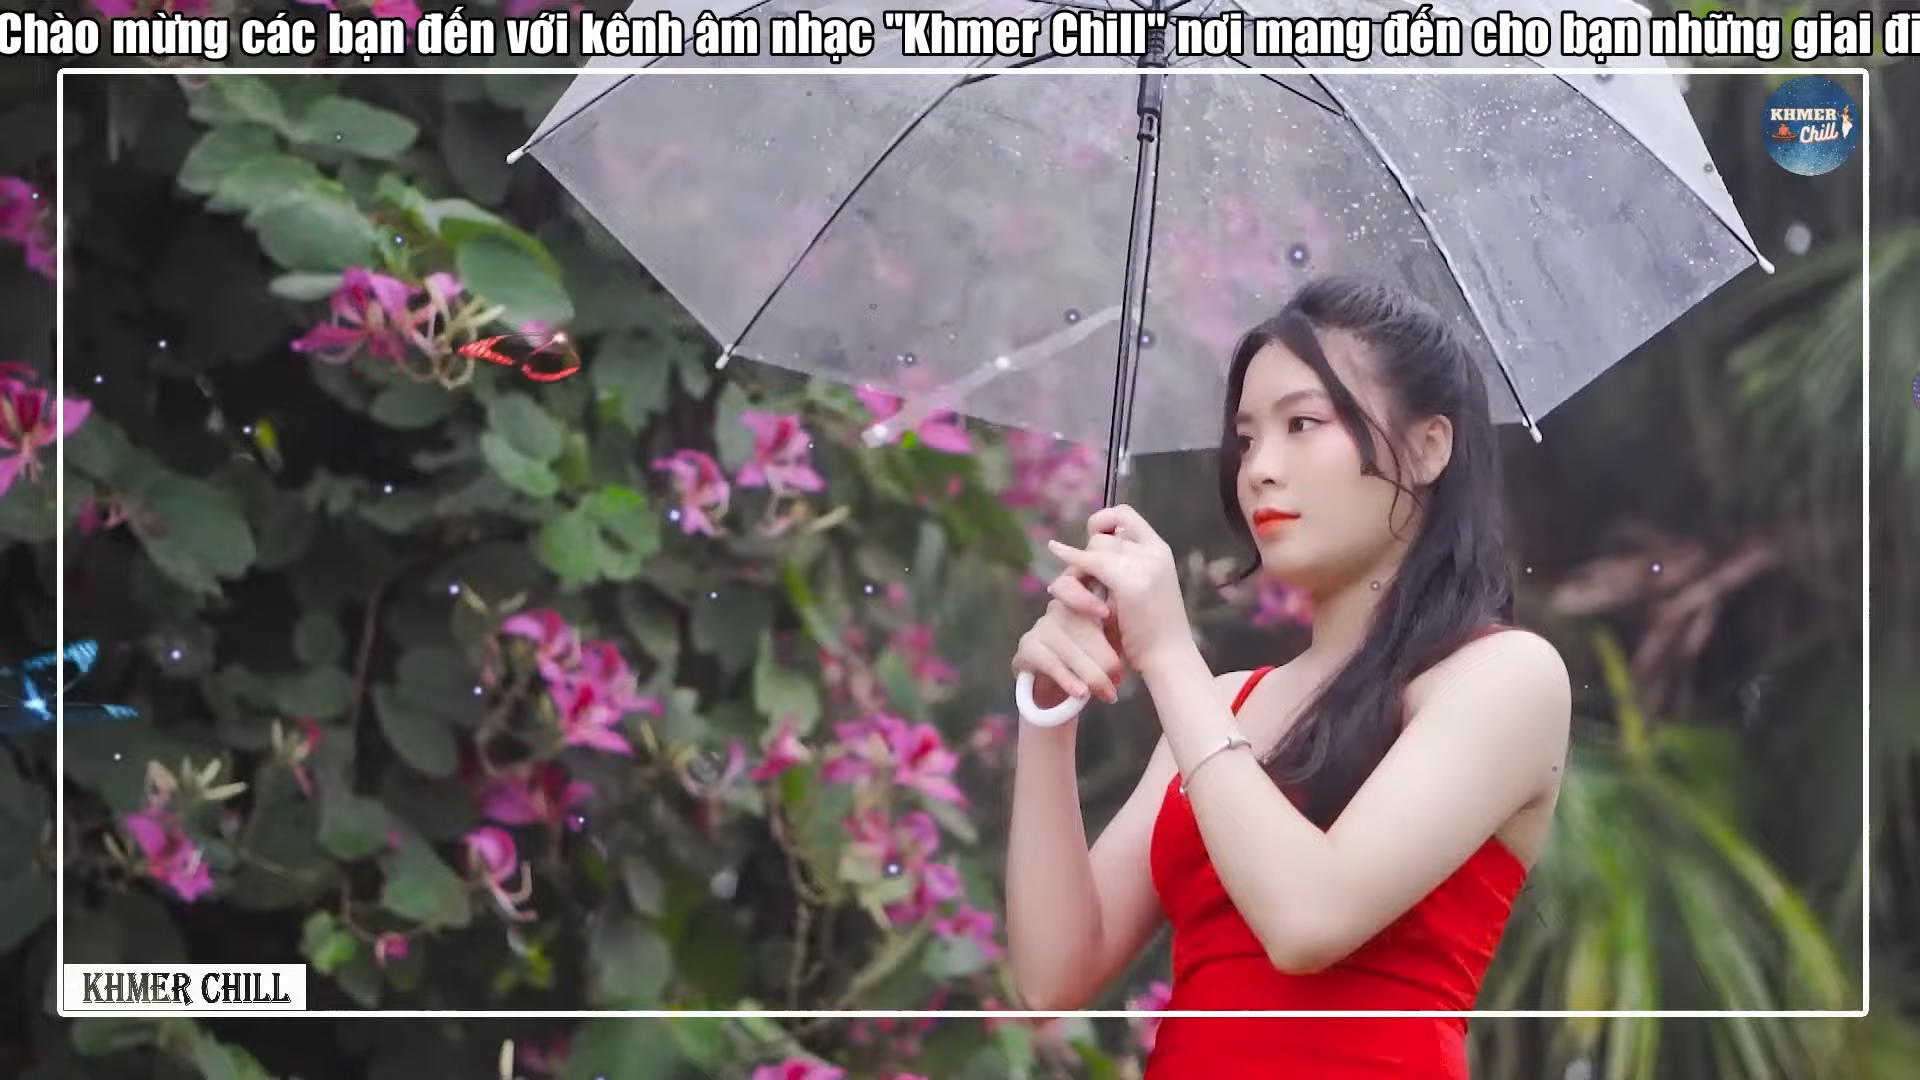 Chào mừng các bạn đến với kênh âm nhạc "Khmer Chill" nơi mang đến cho bạn những giai đi
KHMER
Chill
KHMER CHILL